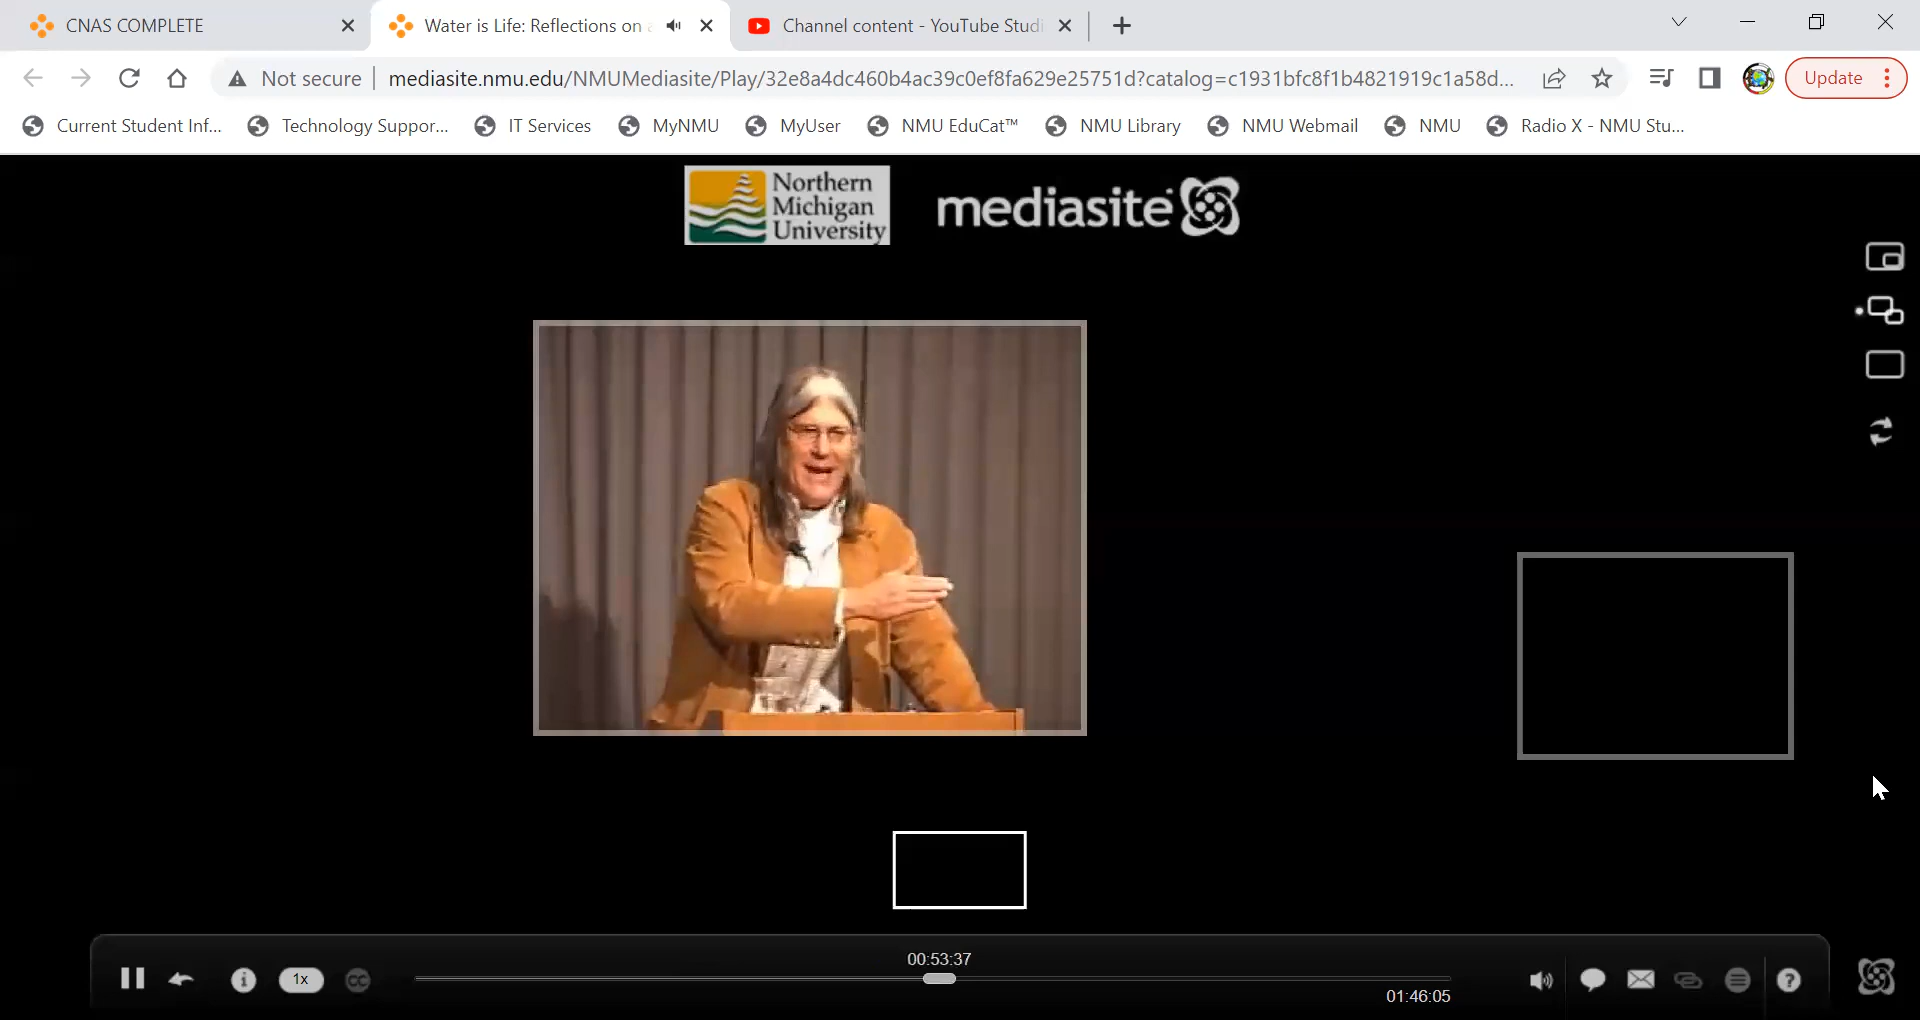 CNAS COMPLETE
Water is Life: Reflections on a
Channel content - YouTube Studi
Not secure
mediasite.nmu.edu/NMUMediasite/Play/32e8a4dc460b4ac39c0ef8fa629e25751d?catalog=c1931bfc8f1b4821919c1a58d...
Update
Current Student Inf...
Technology Suppor...
IT Services
MyNMU
MyUser
NMU EduCat™
NMU Library
NMU Webmail
NMU
Radio X - NMU Stu...
Northern
Michigan
University
mediasite
00:53:37
1x
CC
01:46:05